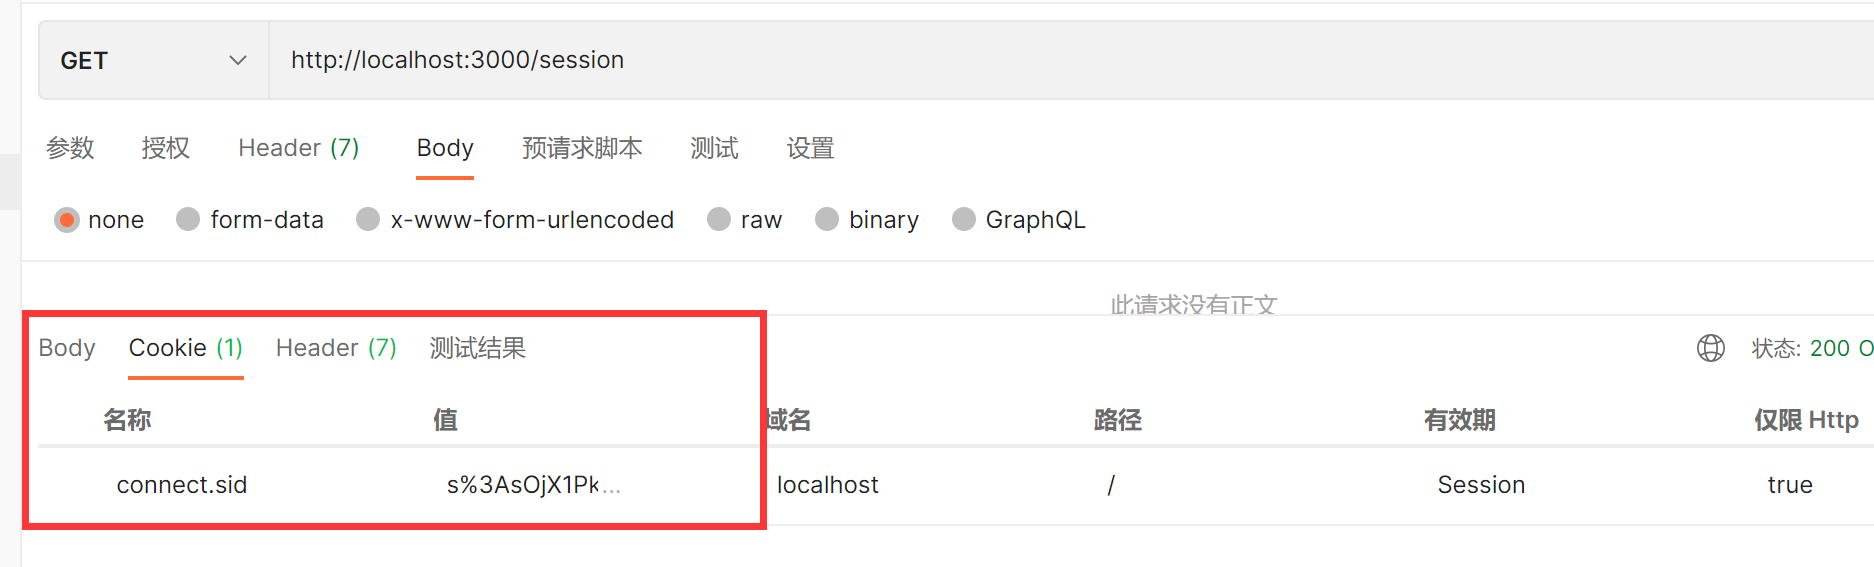 GET http://localhost:3000/session
参数 授权 Header (7) Body 预请求脚本 测试 设置
none form-data x-www-form-urlencoded raw binary GraphQL
此请求没有正文
Body Cookie (1) Header (7) 测试结果 状态: 200 O
名称 值 域名 路径 有效期 仅限 Http
connect.sid s%3AsOjX1Pk... localhost / Session true